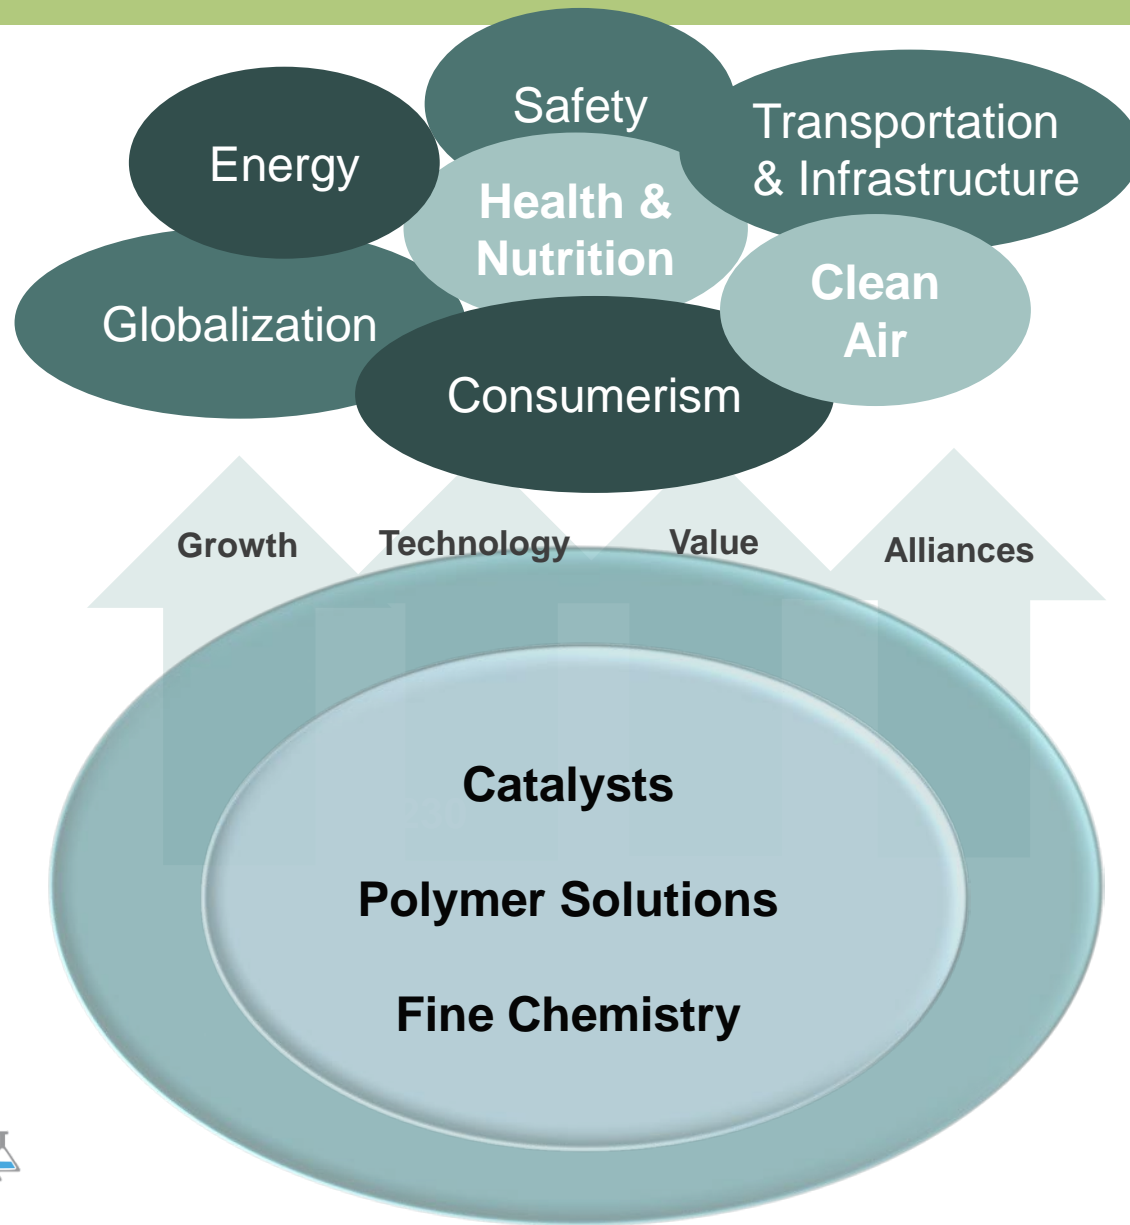 Safety
Transportation
& Infrastructure
Energy
Health &
Nutrition
Clean
Air
Globalization
Consumerism
Growth
Technology
Value
Alliances
Catalysts
Polymer Solutions
Fine Chemistry